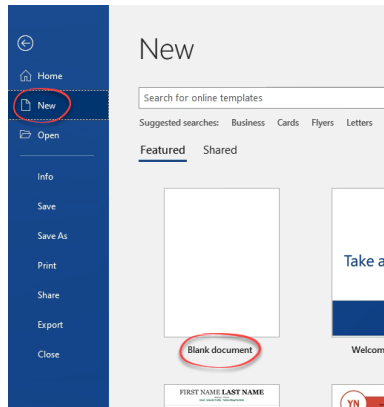 New
Home
New
Open
Info
Save
Save As
Print
Share
Export
Close
Search for online templates
Suggested searches: Business Cards Flyers Letters
Featured Shared
Take a
Blank document
Welcom
FIRST NAME LAST NAME
YN